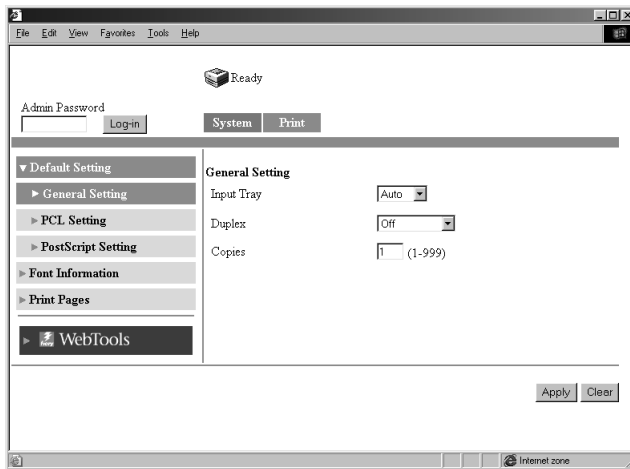 File Edit View Favorites Tools Help
Ready
Admin Password
Log-in
System Print
▼ Default Setting
► General Setting
► PCL Setting
► PostScript Setting
► Font Information
► Print Pages
► WebTools
General Setting
Input Tray Auto
Duplex Off
Copies 1 (1-999)
Apply Clear
Internet zone